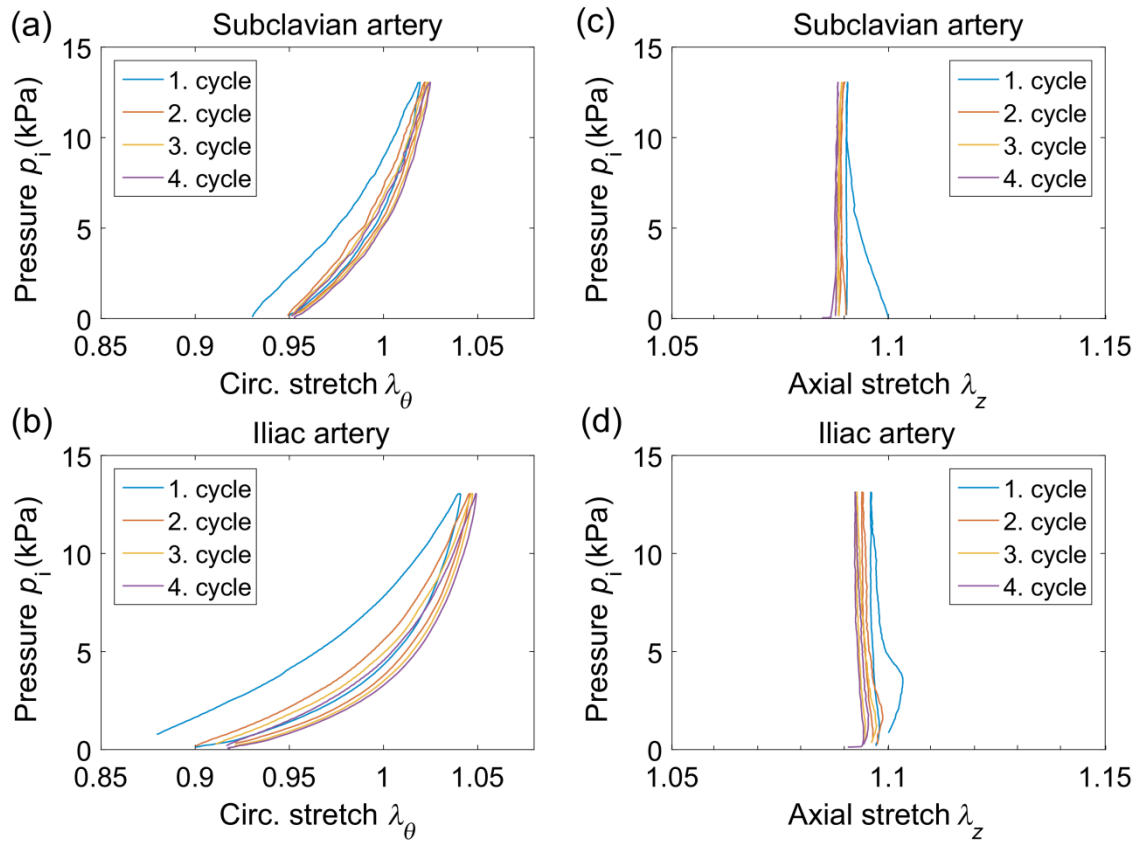 (a)
Subclavian artery
15
10
5
0
Pressure pᵢ(kPa)
1. cycle
2. cycle
3. cycle
4. cycle
0.85 0.9 0.95 1 1.05
Circ. stretch λ_θ
(c)
Subclavian artery
15
10
5
0
Pressure pᵢ(kPa)
1. cycle
2. cycle
3. cycle
4. cycle
1.05 1.1 1.15
Axial stretch λ_z
(b)
Iliac artery
15
10
5
0
Pressure pᵢ(kPa)
1. cycle
2. cycle
3. cycle
4. cycle
0.85 0.9 0.95 1 1.05
Circ. stretch λ_θ
(d)
Iliac artery
15
10
5
0
Pressure pᵢ(kPa)
1. cycle
2. cycle
3. cycle
4. cycle
1.05 1.1 1.15
Axial stretch λ_z